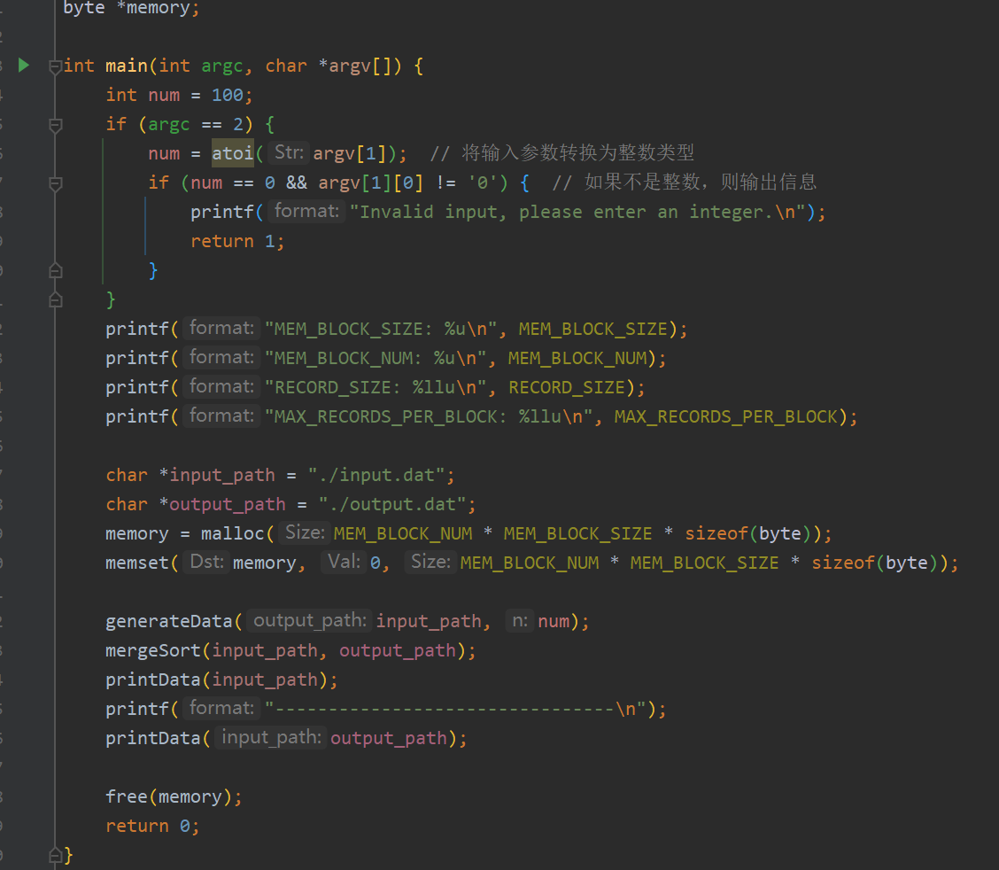 byte *memory;
int main(int argc, char *argv[]) {
int num = 100;
if (argc == 2) {
num = atoi( Str: argv[1]);  // 将输入参数转换为整数类型
if (num == 0 && argv[1][0] != '0') {  // 如果不是整数，则输出信息
printf( format: "Invalid input, please enter an integer.\n");
return 1;
}
}
printf( format: "MEM_BLOCK_SIZE: %u\n", MEM_BLOCK_SIZE);
printf( format: "MEM_BLOCK_NUM: %u\n", MEM_BLOCK_NUM);
printf( format: "RECORD_SIZE: %llu\n", RECORD_SIZE);
printf( format: "MAX_RECORDS_PER_BLOCK: %llu\n", MAX_RECORDS_PER_BLOCK);
char *input_path = "./input.dat";
char *output_path = "./output.dat";
memory = malloc( Size: MEM_BLOCK_NUM * MEM_BLOCK_SIZE * sizeof(byte));
memset( Dst: memory, Val: 0, Size: MEM_BLOCK_NUM * MEM_BLOCK_SIZE * sizeof(byte));
generateData( output_path: input_path, n: num);
mergeSort(input_path, output_path);
printData(input_path);
printf( format: "--------------------------------\n");
printData( input_path: output_path);
free(memory);
return 0;
}